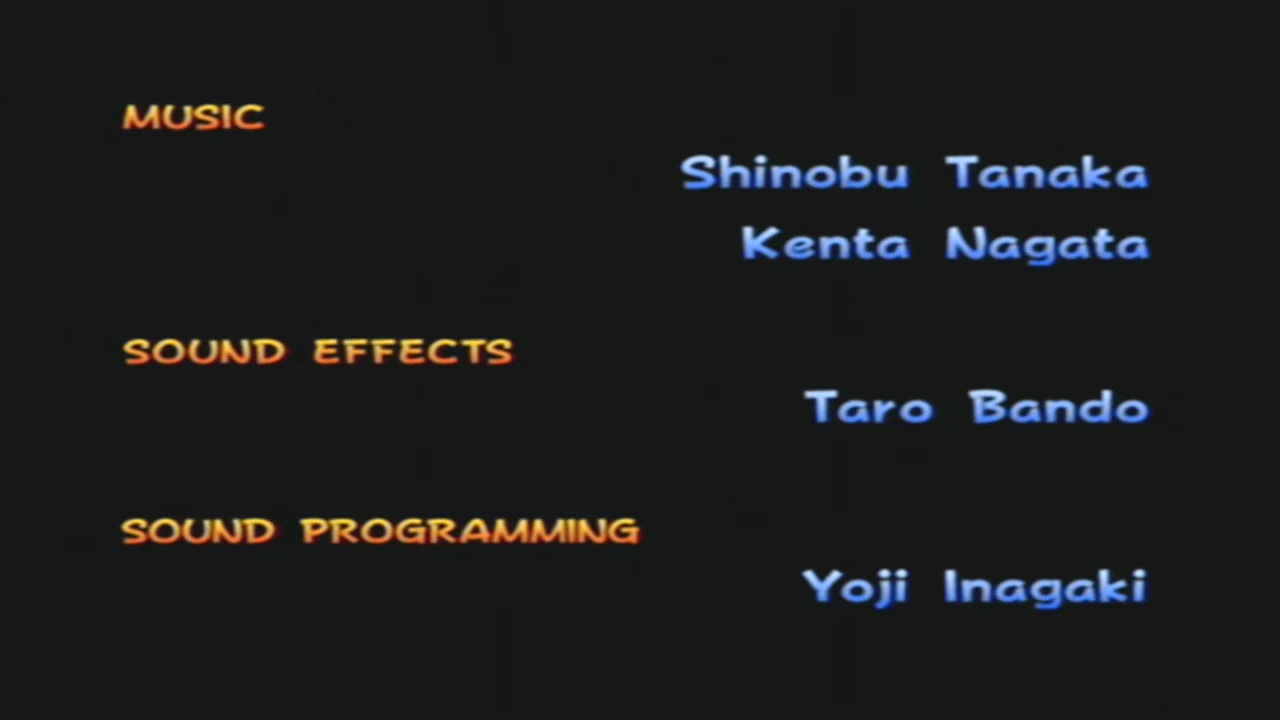 MUSIC
Shinobu Tanaka
Kenta Nagata
SOUND EFFECTS
Taro Bando
SOUND PROGRAMMING
Yoji Inagaki